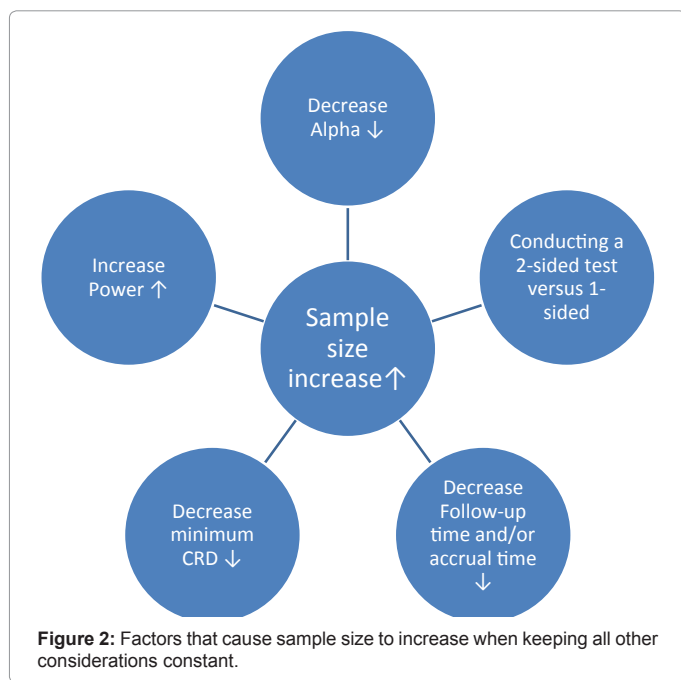 Decrease
Alpha ↓
Increase
Power ↑
Conducting a
2-sided test
versus 1-
sided
Sample
size
increase↑
Decrease
minimum
CRD ↓
Decrease
Follow-up
time and/or
accrual time
↓
Figure 2: Factors that cause sample size to increase when keeping all other
considerations constant.